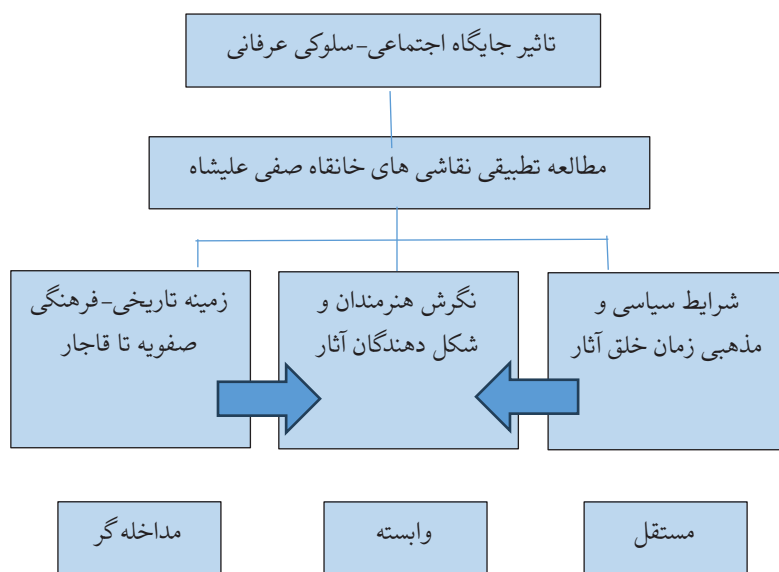 تاثیر جایگاه اجتماعی-سلوکی عرفانی
مطالعه تطبیقی نقاشی های خانقاه صفی علیشاه
شرایط سیاسی و
مذهبی زمان خلق آثار
نگرش هنرمندان و
شکل دهندگان آثار
زمینه تاریخی-فرهنگی
صفویه تا قاجار
مستقل
وابسته
مداخله گر